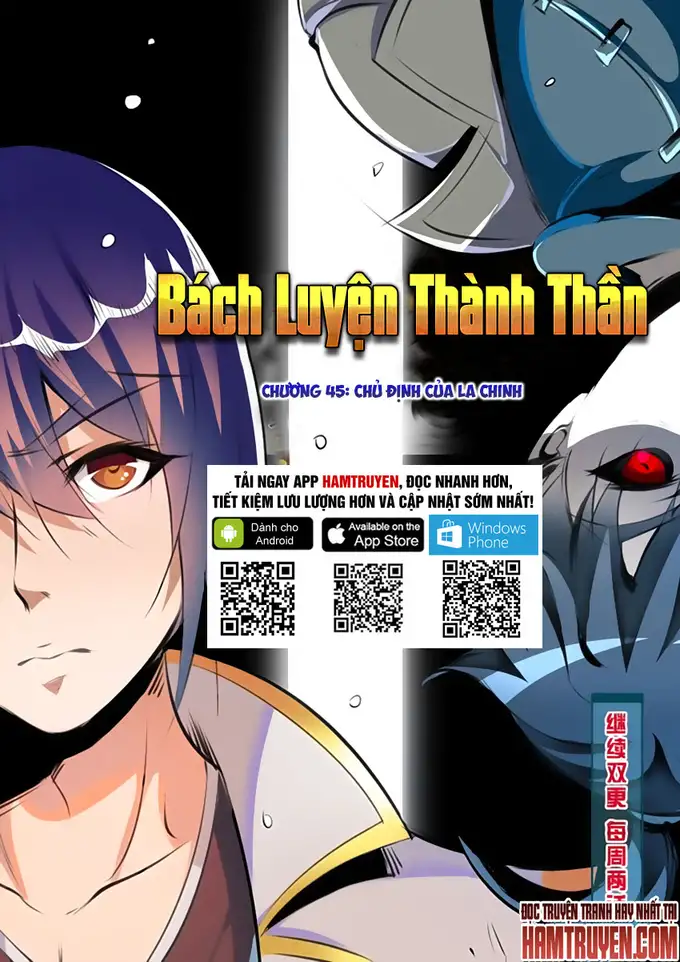 Bách Luyện Thành Thần
CHƯƠNG 45: CHỦ ĐỊNH CỦA LA CHINH
TẢI NGAY APP HAMTRUYEN, ĐỌC NHANH HƠN,
TIẾT KIỆM LƯU LƯỢNG HƠN VÀ CẬP NHẬT SỚM NHẤT!
Dành cho
Android
Available on the
App Store
Windows
Phone
继续双更 每周两
ĐỌC TRUYỆN TRANH HAY NHẤT TẠI
HAMTRUYEN.COM